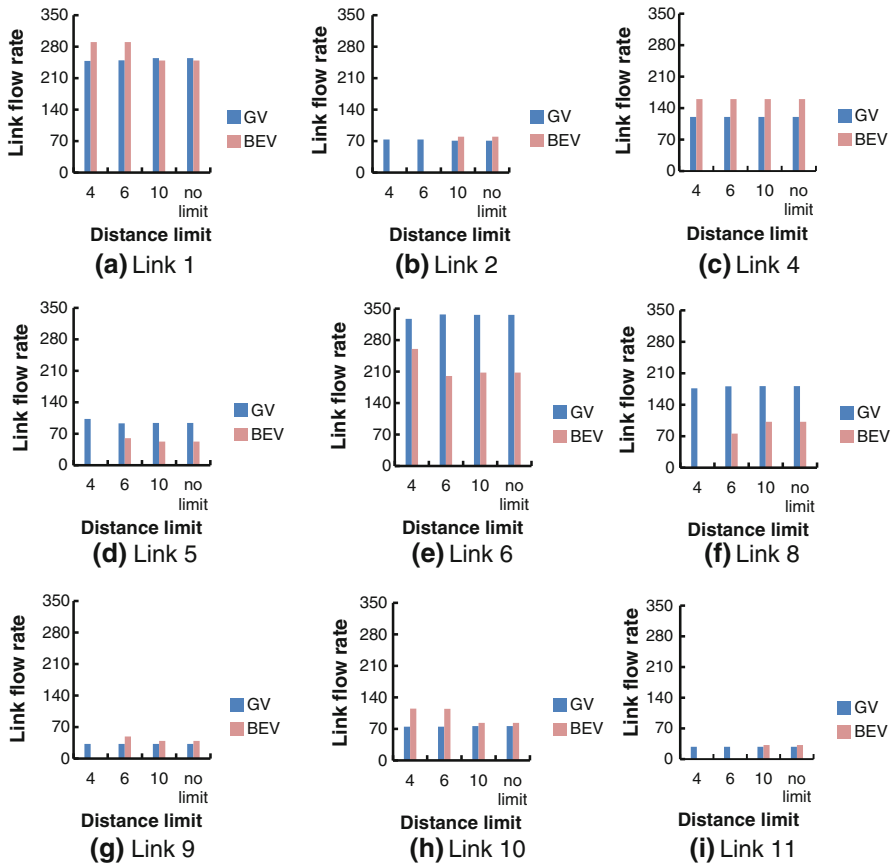 Link flow rate
350
280
210
140
70
0
4 6 10 no
limit
Distance limit
GV
BEV
(a) Link 1
Link flow rate
350
280
210
140
70
0
4 6 10 no
limit
Distance limit
GV
BEV
(b) Link 2
Link flow rate
350
280
210
140
70
0
4 6 10 no
limit
Distance limit
GV
BEV
(c) Link 4
Link flow rate
350
280
210
140
70
0
4 6 10 no
limit
Distance limit
GV
BEV
(d) Link 5
Link flow rate
350
280
210
140
70
0
4 6 10 no
limit
Distance limit
GV
BEV
(e) Link 6
Link flow rate
350
280
210
140
70
0
4 6 10 no
limit
Distance limit
GV
BEV
(f) Link 8
Link flow rate
350
280
210
140
70
0
4 6 10 no
limit
Distance limit
GV
BEV
(g) Link 9
Link flow rate
350
280
210
140
70
0
4 6 10 no
limit
Distance limit
GV
BEV
(h) Link 10
Link flow rate
350
280
210
140
70
0
4 6 10 no
limit
Distance limit
GV
BEV
(i) Link 11